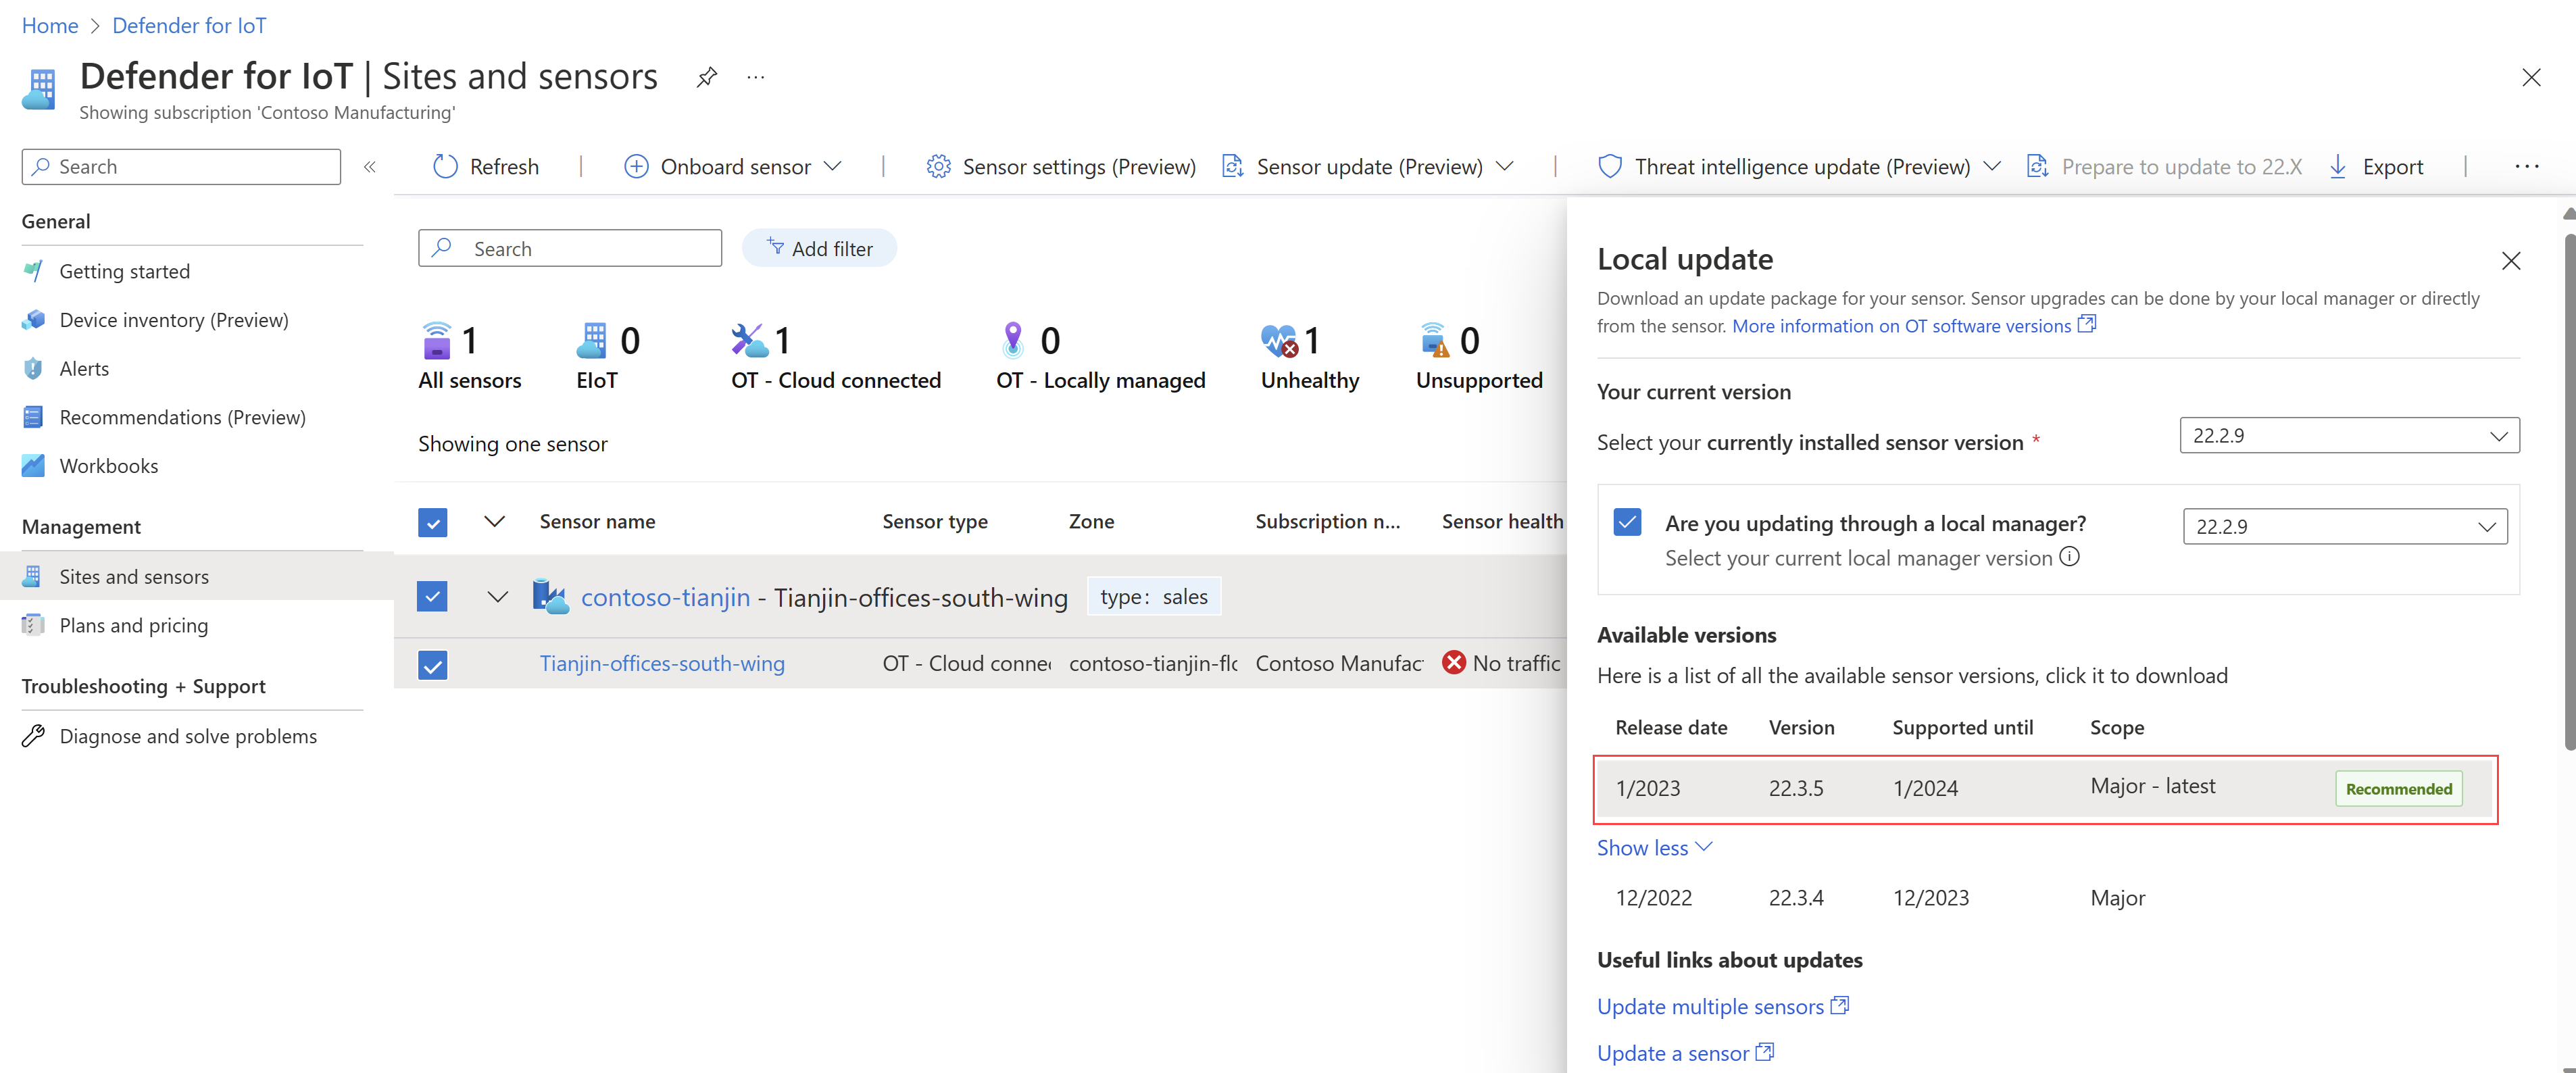 Home > Defender for IoT
Defender for IoT | Sites and sensors ...
Showing subscription 'Contoso Manufacturing'
Search «
Refresh | Onboard sensor | Sensor settings (Preview) Sensor update (Preview) | Threat intelligence update (Preview) Prepare to update to 22.X Export | ...
General
Getting started
Device inventory (Preview)
Alerts
Recommendations (Preview)
Workbooks
Management
Sites and sensors
Plans and pricing
Troubleshooting + Support
Diagnose and solve problems
Search Add filter
1 0 1 0 1 0
All sensors EIoT OT - Cloud connected OT - Locally managed Unhealthy Unsupported
Showing one sensor
Sensor name Sensor type Zone Subscription n... Sensor health
contoso-tianjin - Tianjin-offices-south-wing type: sales
Tianjin-offices-south-wing OT - Cloud connec contoso-tianjin-flo Contoso Manufac No traffic
Local update
Download an update package for your sensor. Sensor upgrades can be done by your local manager or directly
from the sensor. More information on OT software versions
Your current version
Select your currently installed sensor version * 22.2.9
Are you updating through a local manager? 22.2.9
Select your current local manager version
Available versions
Here is a list of all the available sensor versions, click it to download
Release date Version Supported until Scope
1/2023 22.3.5 1/2024 Major - latest Recommended
Show less
12/2022 22.3.4 12/2023 Major
Useful links about updates
Update multiple sensors
Update a sensor